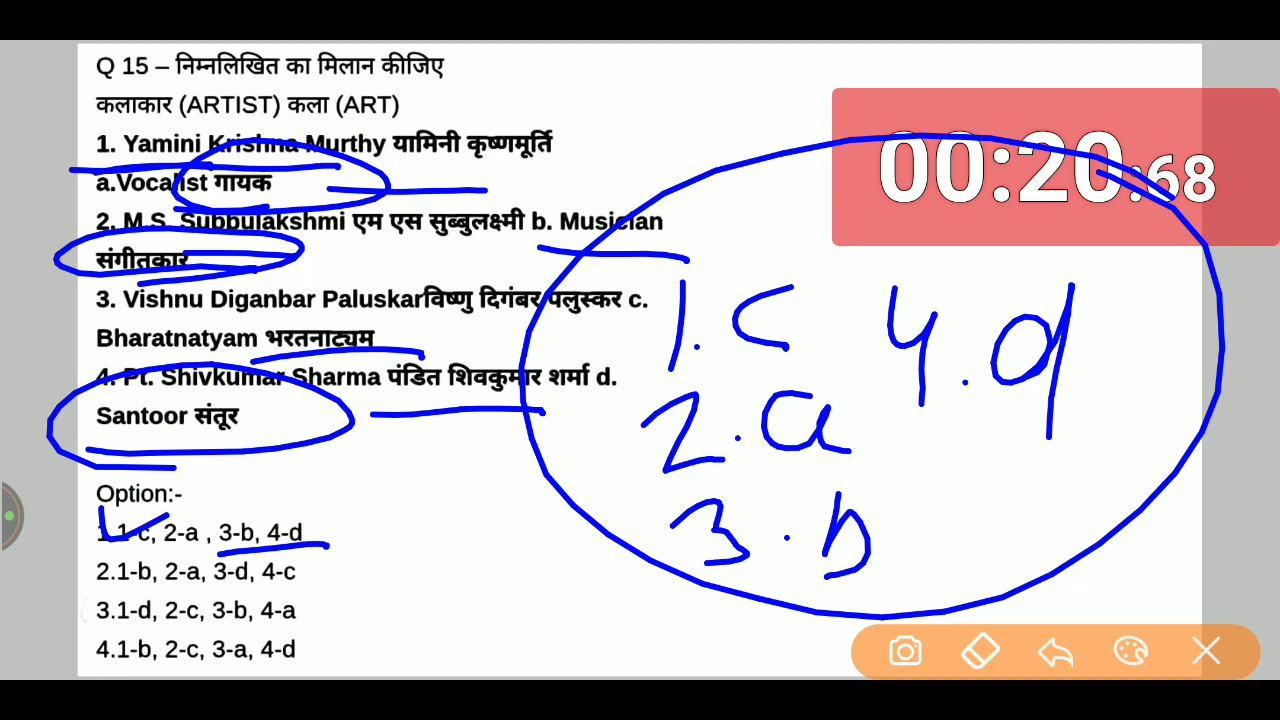 Q 15 – निम्नलिखित का मिलान कीजिए
कलाकार (ARTIST) कला (ART)
1. Yamini Krishna Murthy यामिनी कृष्णमूर्ति
a.Vocalist गायक
2. M.S. Subbulakshmi एम एस सुब्बुलक्ष्मी b. Musician
संगीतकार
3. Vishnu Diganbar Paluskarविष्णु दिगंबर पलुस्कर c.
Bharatnatyam भरतनाट्यम
4. Pt. Shivkumar Sharma पंडित शिवकुमार शर्मा d.
Santoor संतूर
Option:-
1.1-c, 2-a , 3-b, 4-d
2.1-b, 2-a, 3-d, 4-c
3.1-d, 2-c, 3-b, 4-a
4.1-b, 2-c, 3-a, 4-d
00:20:68
1. c 4. d
2. a
3. b